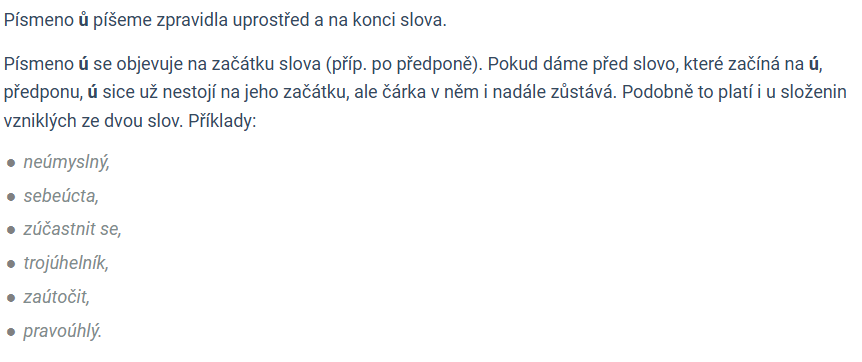 Písmeno ů píšeme zpravidla uprostřed a na konci slova.
Písmeno ú se objevuje na začátku slova (příp. po předponě). Pokud dáme před slovo, které začíná na ú,
předponu, ú sice už nestojí na jeho začátku, ale čárka v něm i nadále zůstává. Podobně to platí i u složenin
vzniklých ze dvou slov. Příklady:
● neúmyslný,
● sebeúcta,
● zúčastnit se,
● trojúhelník,
● zaútočit,
● pravoúhlý.